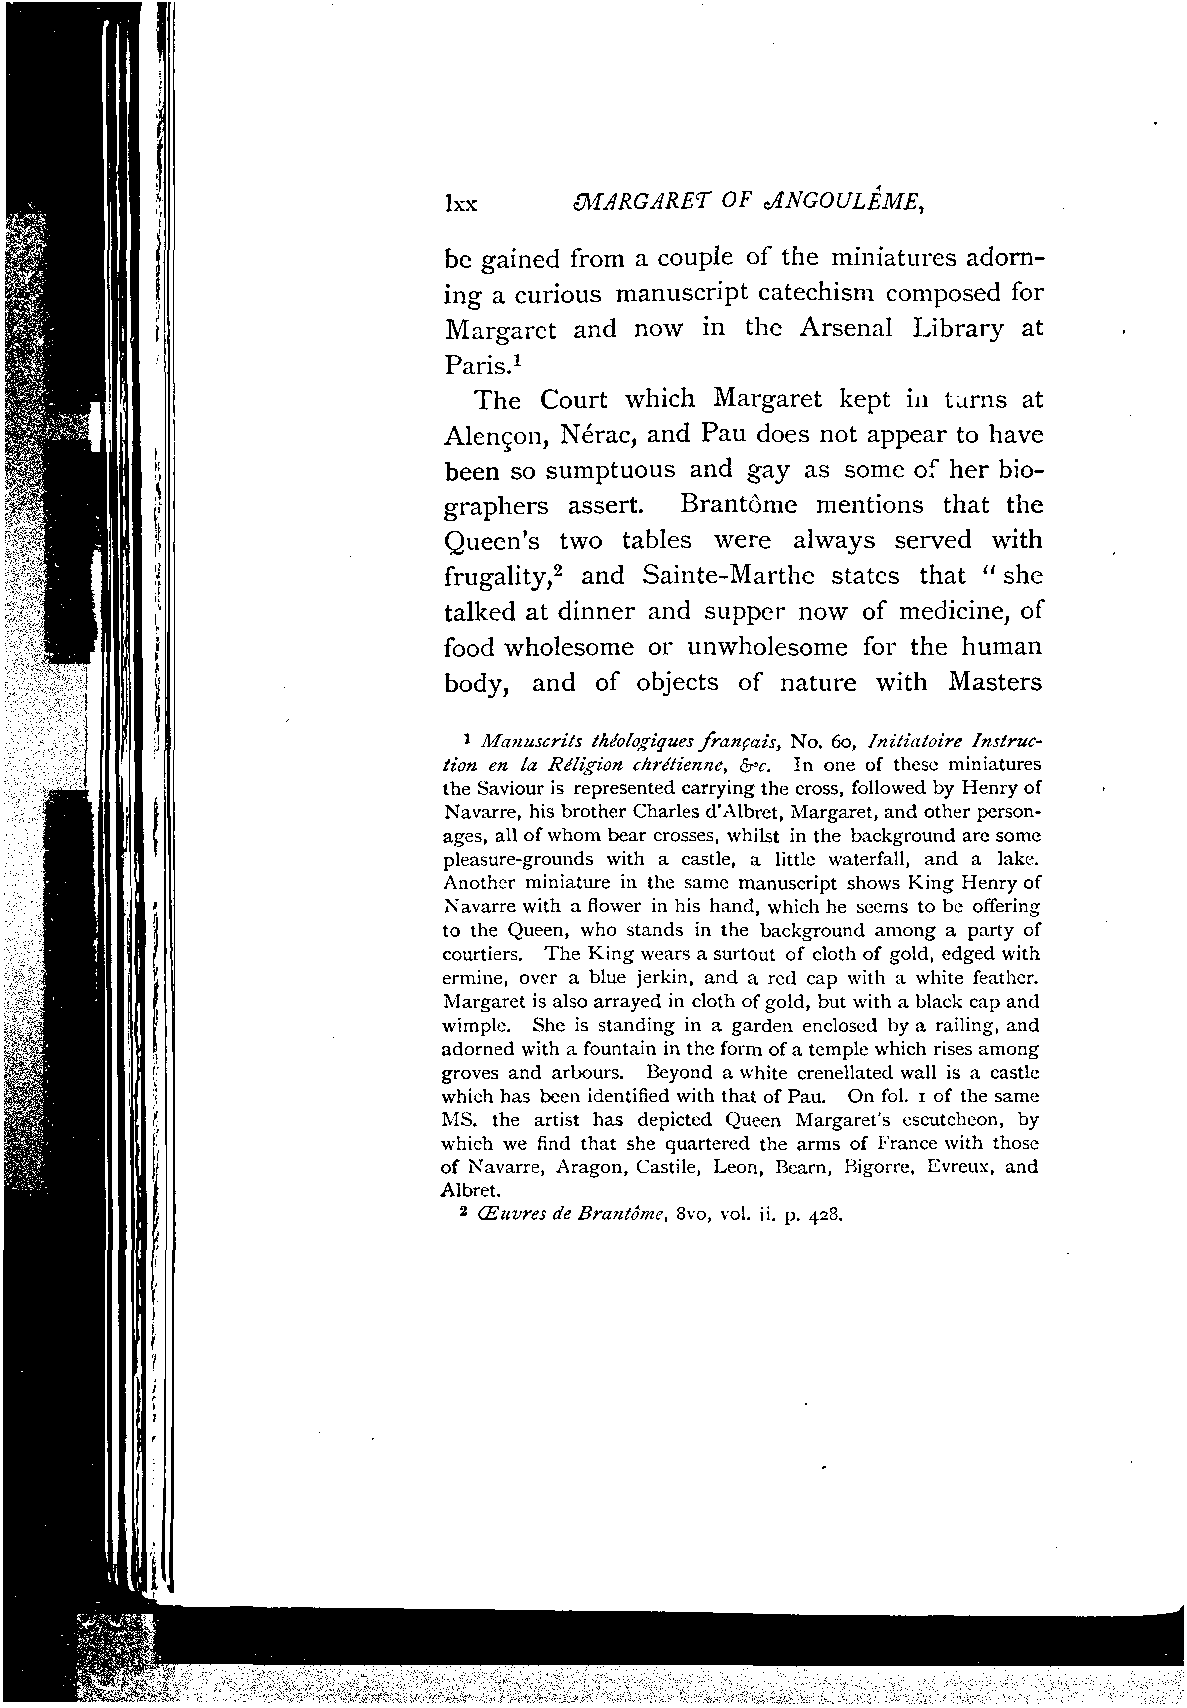 lxx MARGARET OF ANGOULÊME,
be gained from a couple of the miniatures adorn-
ing a curious manuscript catechism composed for
Margaret and now in the Arsenal Library at
Paris.¹
The Court which Margaret kept in turns at
Alençon, Nérac, and Pau does not appear to have
been so sumptuous and gay as some of her bio-
graphers assert. Brantôme mentions that the
Queen's two tables were always served with
frugality,² and Sainte-Marthe states that “ she
talked at dinner and supper now of medicine, of
food wholesome or unwholesome for the human
body, and of objects of nature with Masters
¹ Manuscrits théologiques français, No. 60, Initiatoire Instruc-
tion en la Réligion chrétienne, &c. In one of these miniatures
the Saviour is represented carrying the cross, followed by Henry of
Navarre, his brother Charles d'Albret, Margaret, and other person-
ages, all of whom bear crosses, whilst in the background are some
pleasure-grounds with a castle, a little waterfall, and a lake.
Another miniature in the same manuscript shows King Henry of
Navarre with a flower in his hand, which he seems to be offering
to the Queen, who stands in the background among a party of
courtiers. The King wears a surtout of cloth of gold, edged with
ermine, over a blue jerkin, and a red cap with a white feather.
Margaret is also arrayed in cloth of gold, but with a black cap and
wimple. She is standing in a garden enclosed by a railing, and
adorned with a fountain in the form of a temple which rises among
groves and arbours. Beyond a white crenellated wall is a castle
which has been identified with that of Pau. On fol. 1 of the same
MS. the artist has depicted Queen Margaret's escutcheon, by
which we find that she quartered the arms of France with those
of Navarre, Aragon, Castile, Leon, Bearn, Bigorre, Evreux, and
Albret.
² Œuvres de Brantôme, 8vo, vol. ii. p. 428.